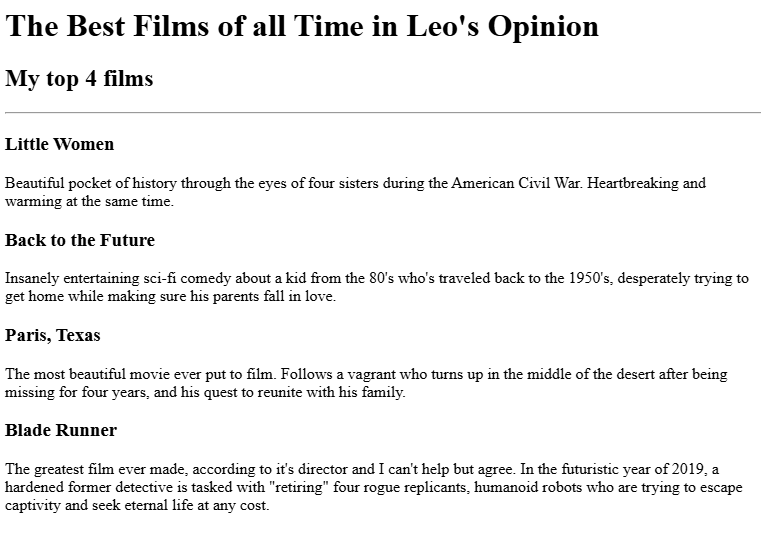 The Best Films of all Time in Leo's Opinion
My top 4 films
Little Women
Beautiful pocket of history through the eyes of four sisters during the American Civil War. Heartbreaking and
warming at the same time.
Back to the Future
Insanely entertaining sci-fi comedy about a kid from the 80's who's traveled back to the 1950's, desperately trying to
get home while making sure his parents fall in love.
Paris, Texas
The most beautiful movie ever put to film. Follows a vagrant who turns up in the middle of the desert after being
missing for four years, and his quest to reunite with his family.
Blade Runner
The greatest film ever made, according to it's director and I can't help but agree. In the futuristic year of 2019, a
hardened former detective is tasked with "retiring" four rogue replicants, humanoid robots who are trying to escape
captivity and seek eternal life at any cost.